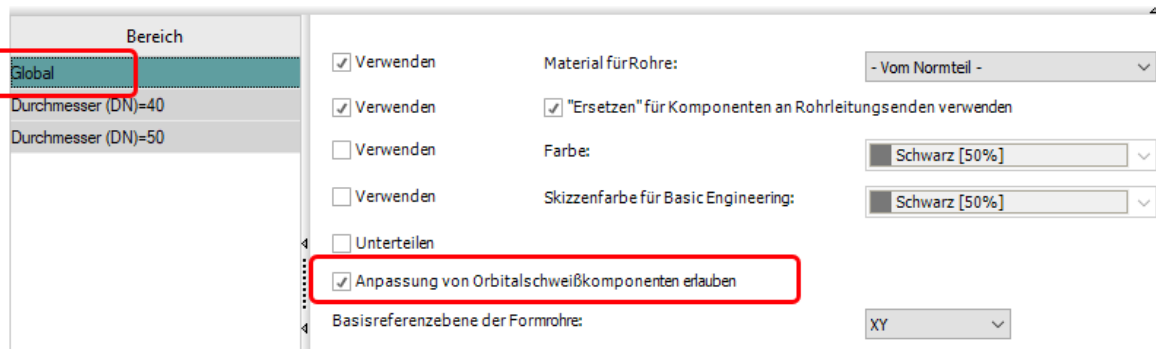 Bereich
Global
Durchmesser (DN)=40
Durchmesser (DN)=50
Verwenden Material für Rohre: - Vom Normteil -
Verwenden "Ersetzen" für Komponenten an Rohrleitungsenden verwenden
Verwenden Farbe: Schwarz [50%]
Verwenden Skizzenfarbe für Basic Engineering: Schwarz [50%]
Unterteilen
Anpassung von Orbitalschweißkomponenten erlauben
Basisreferenzebene der Formrohre: XY